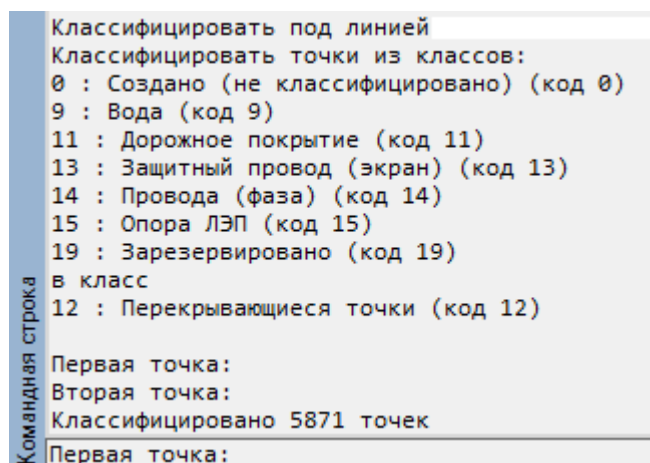 Классифицировать под линией
Классифицировать точки из классов:
0 : Создано (не классифицировано) (код 0)
9 : Вода (код 9)
11 : Дорожное покрытие (код 11)
13 : Защитный провод (экран) (код 13)
14 : Провода (фаза) (код 14)
15 : Опора ЛЭП (код 15)
19 : Зарезервировано (код 19)
в класс
12 : Перекрывающиеся точки (код 12)
Первая точка:
Вторая точка:
Классифицировано 5871 точек
Первая точка:
Командная строка